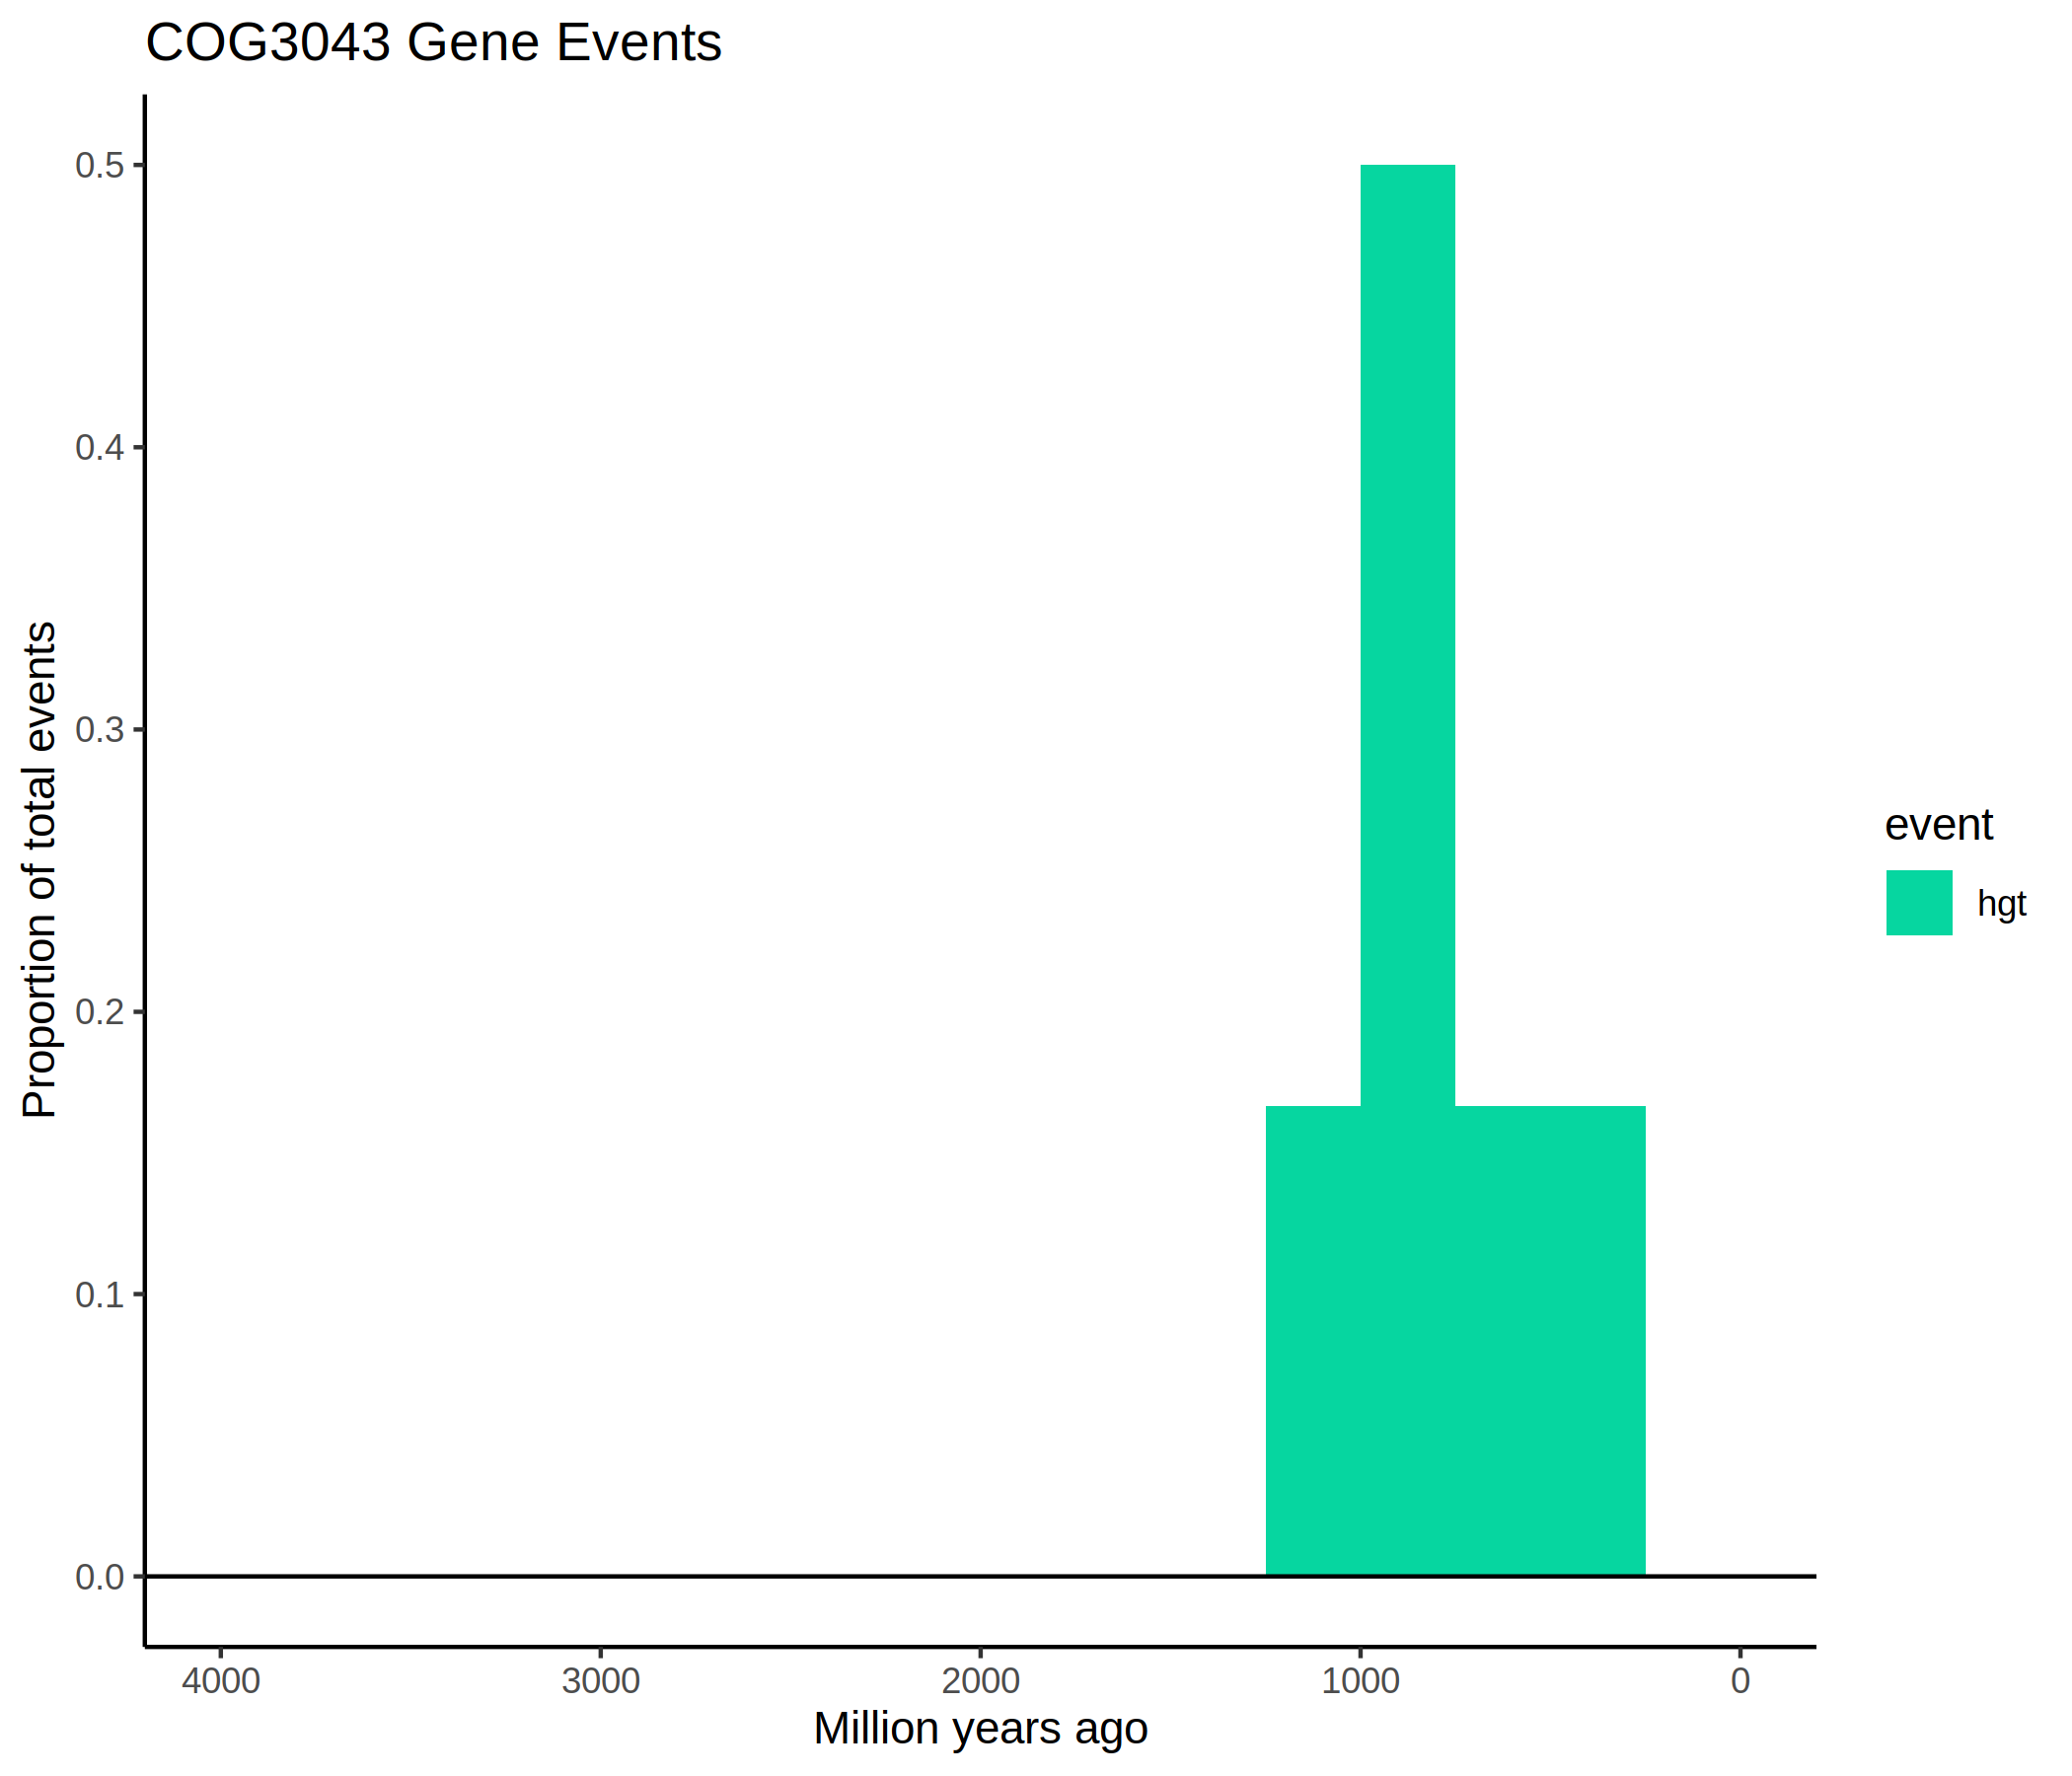 COG3043 Gene Events
Proportion of total events
0.5
0.4
0.3
0.2
0.1
0.0
4000 3000 2000 1000 0
Million years ago
event
hgt